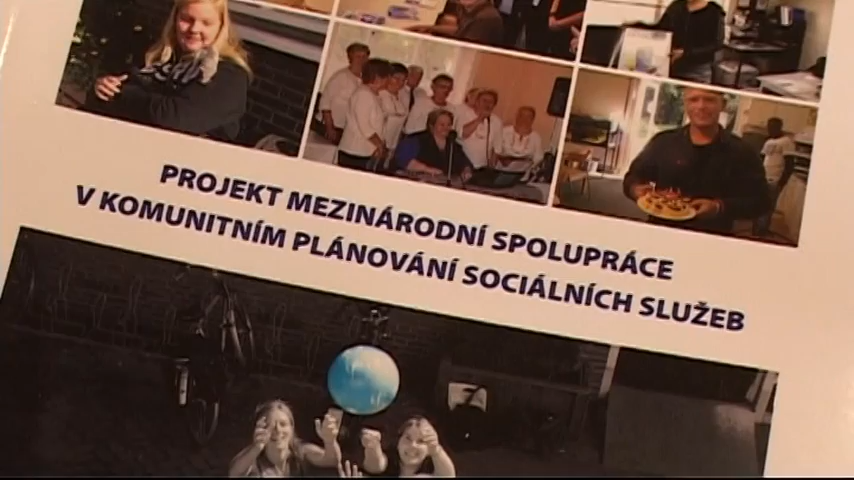 PROJEKT MEZINÁRODNÍ SPOLUPRÁCE
V KOMUNITNÍM PLÁNOVÁNÍ SOCIÁLNÍCH SLUŽEB